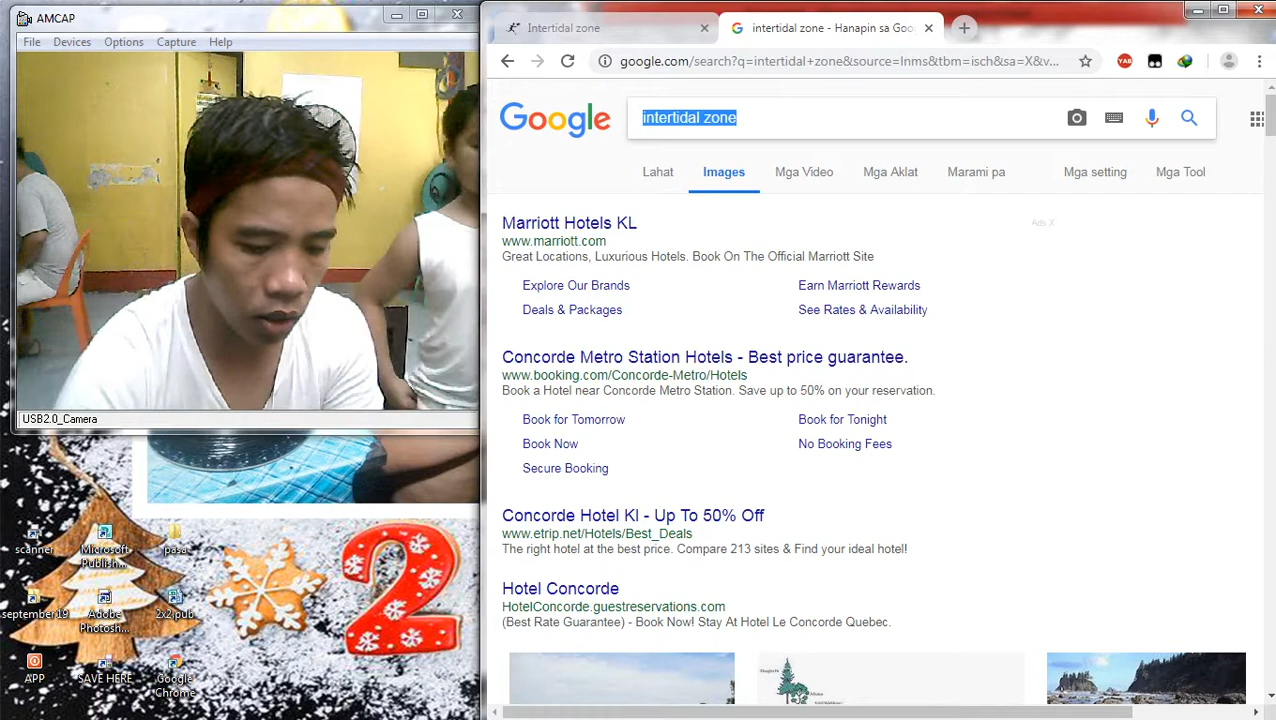 AMCAP
File Devices Options Capture Help
USB2.0_Camera
scanner
Microsoft Publish...
pasa
september 19
Adobe Photosh...
2x2.pub
APP
SAVE HERE
Google Chrome
2
Intertidal zone
intertidal zone - Hanapin sa Goo
google.com/search?q=intertidal+zone&source=lnms&tbm=isch&sa=X&v...
YAB
Google
intertidal zone
Lahat Images Mga Video Mga Aklat Marami pa Mga setting Mga Tool
Marriott Hotels KL
Ads X
www.marriott.com
Great Locations, Luxurious Hotels. Book On The Official Marriott Site
Explore Our Brands Earn Marriott Rewards
Deals & Packages See Rates & Availability
Concorde Metro Station Hotels - Best price guarantee.
www.booking.com/Concorde-Metro/Hotels
Book a Hotel near Concorde Metro Station. Save up to 50% on your reservation.
Book for Tomorrow Book for Tonight
Book Now No Booking Fees
Secure Booking
Concorde Hotel Kl - Up To 50% Off
www.etrip.net/Hotels/Best_Deals
The right hotel at the best price. Compare 213 sites & Find your ideal hotel!
Hotel Concorde
HotelConcorde.guestreservations.com
(Best Rate Guarantee) - Book Now! Stay At Hotel Le Concorde Quebec.